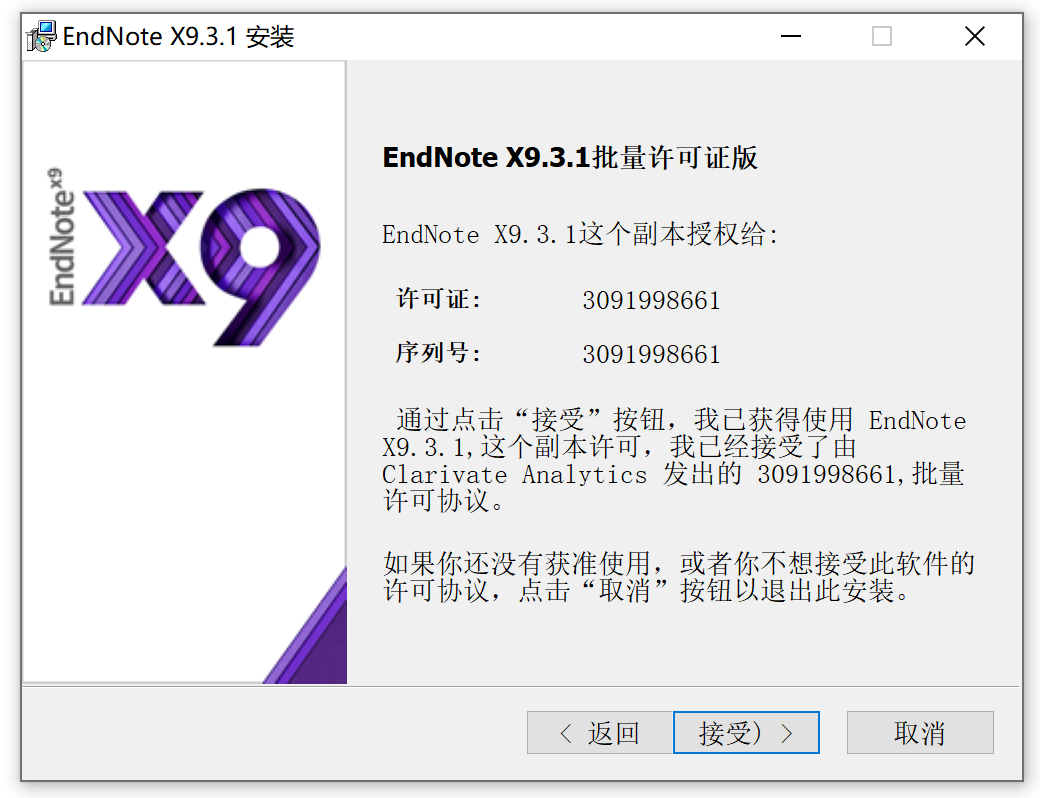 EndNote X9.3.1 安装
EndNote x9
X9
EndNote X9.3.1批量许可证版
EndNote X9.3.1这个副本授权给:
许可证: 3091998661
序列号: 3091998661
通过点击“接受”按钮，我已获得使用 EndNote
X9.3.1,这个副本许可，我已经接受了由
Clarivate Analytics 发出的 3091998661,批量
许可协议。
如果你还没有获准使用，或者你不想接受此软件的
许可协议，点击“取消”按钮以退出此安装。
< 返回 接受) > 取消